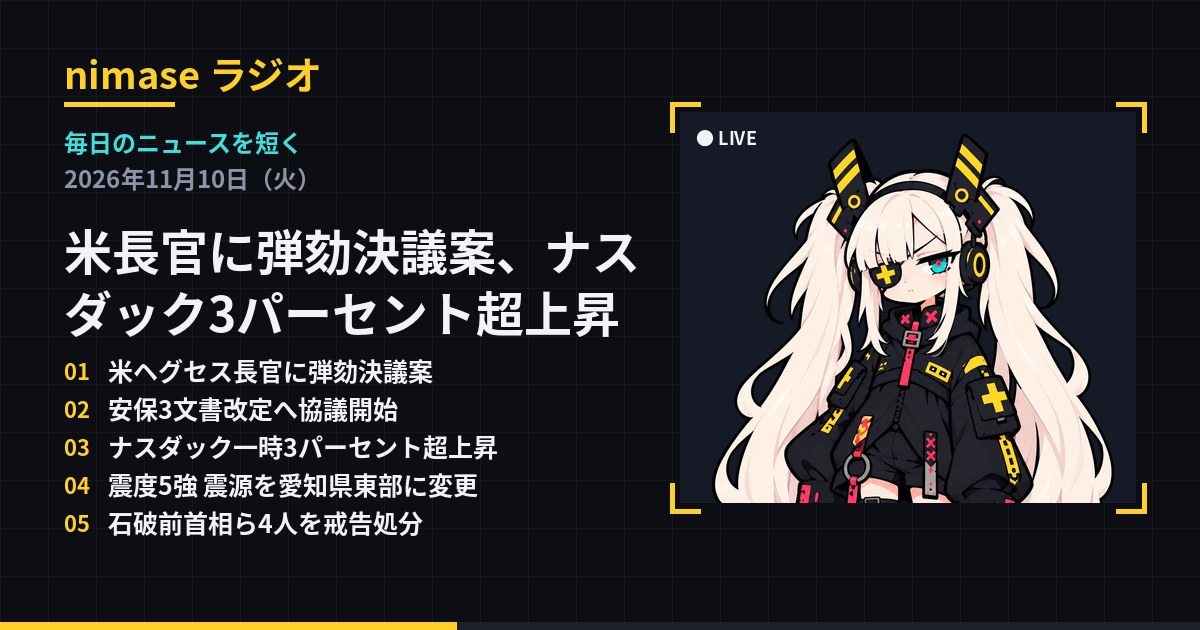 nimase ラジオ
毎日のニュースを短く
2026年11月10日（火）
米長官に弾劾決議案、ナス
ダック3パーセント超上昇
01 米ヘグセス長官に弾劾決議案
02 安保3文書改定へ協議開始
03 ナスダック一時3パーセント超上昇
04 震度5強 震源を愛知県東部に変更
05 石破前首相ら4人を戒告処分
LIVE